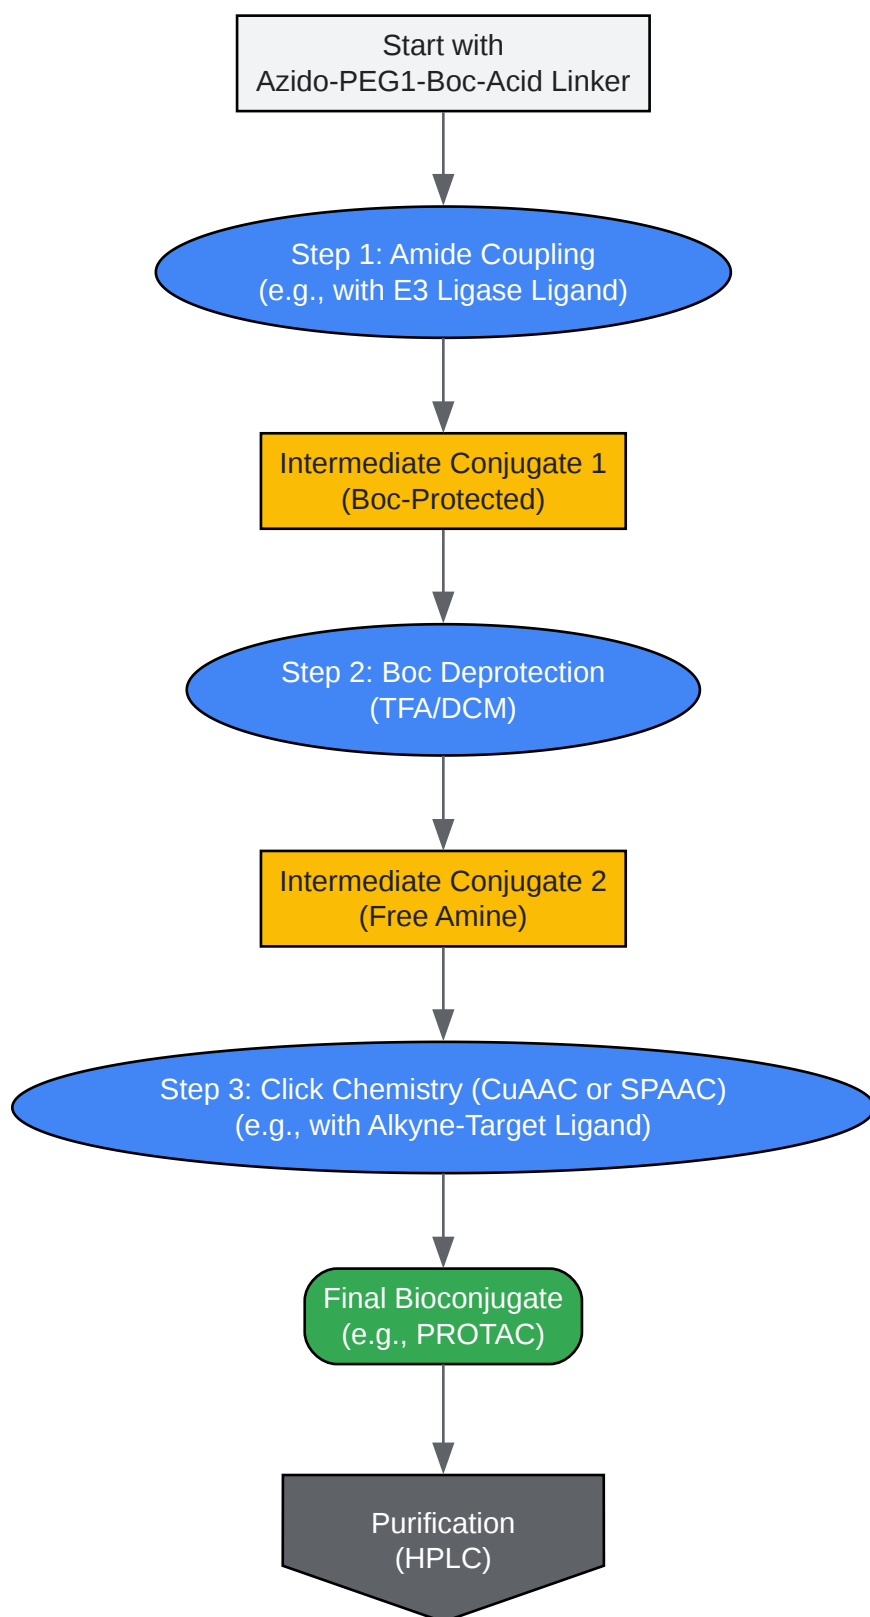 Start with
Azido-PEG1-Boc-Acid Linker
Step 1: Amide Coupling
(e.g., with E3 Ligase Ligand)
Intermediate Conjugate 1
(Boc-Protected)
Step 2: Boc Deprotection
(TFA/DCM)
Intermediate Conjugate 2
(Free Amine)
Step 3: Click Chemistry (CuAAC or SPAAC)
(e.g., with Alkyne-Target Ligand)
Final Bioconjugate
(e.g., PROTAC)
Purification
(HPLC)